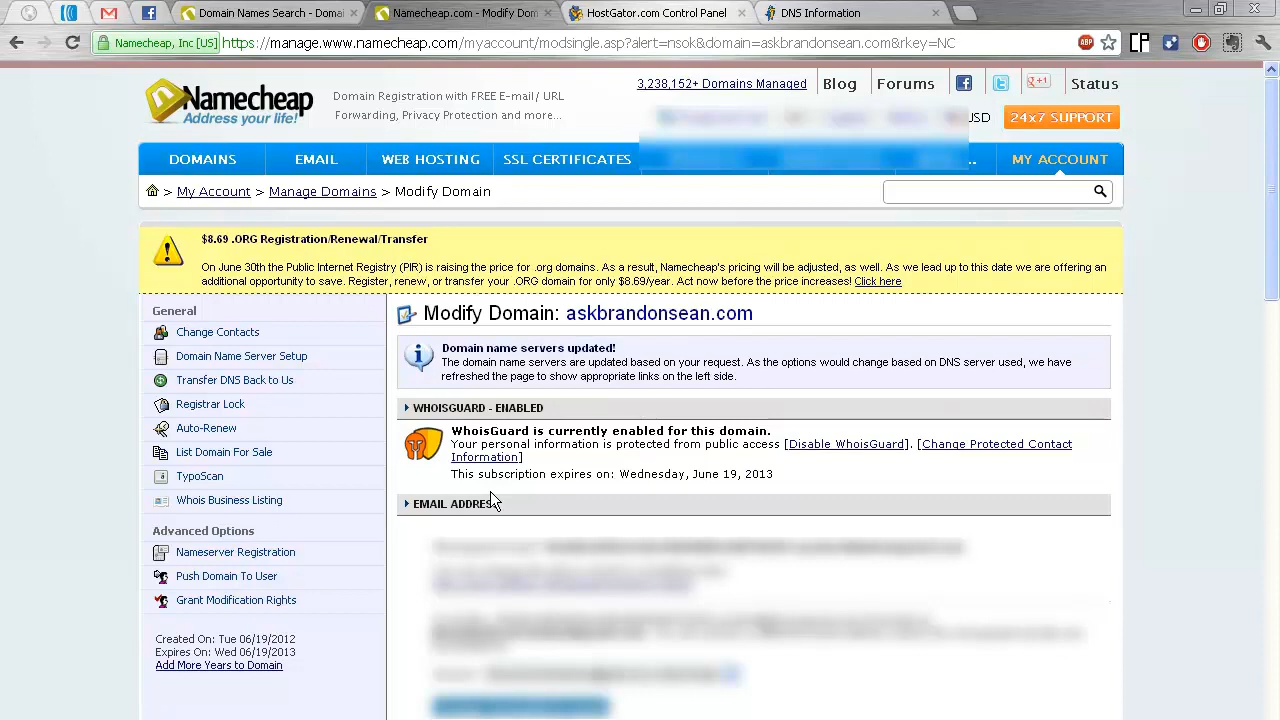 Domain Names Search - Domai
Namecheap.com - Modify Dom
HostGator.com Control Panel
DNS Information
Namecheap, Inc [US]
https://manage.www.namecheap.com/myaccount/modsingle.asp?alert=nsok&domain=askbrandonsean.com&rkey=NC
Namecheap
Address your life!
Domain Registration with FREE E-mail/ URL
Forwarding, Privacy Protection and more...
3,238,152+ Domains Managed
Blog
Forums
Status
USD
24x7 SUPPORT
DOMAINS
EMAIL
WEB HOSTING
SSL CERTIFICATES
...
MY ACCOUNT
> My Account > Manage Domains > Modify Domain
$8.69 .ORG Registration/Renewal/Transfer
On June 30th the Public Internet Registry (PIR) is raising the price for .org domains. As a result, Namecheap's pricing will be adjusted, as well. As we lead up to this date we are offering an
additional opportunity to save. Register, renew, or transfer your .ORG domain for only $8.69/year. Act now before the price increases! Click here
General
Change Contacts
Domain Name Server Setup
Transfer DNS Back to Us
Registrar Lock
Auto-Renew
List Domain For Sale
TypoScan
Whois Business Listing
Advanced Options
Nameserver Registration
Push Domain To User
Grant Modification Rights
Created On: Tue 06/19/2012
Expires On: Wed 06/19/2013
Add More Years to Domain
Modify Domain: askbrandonsean.com
Domain name servers updated!
The domain name servers are updated based on your request. As the options would change based on DNS server used, we have
refreshed the page to show appropriate links on the left side.
WHOISGUARD - ENABLED
WhoisGuard is currently enabled for this domain.
Your personal information is protected from public access [Disable WhoisGuard]. [Change Protected Contact
Information]
This subscription expires on: Wednesday, June 19, 2013
EMAIL ADDRES